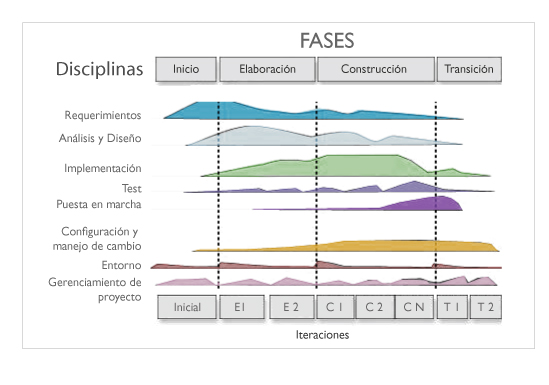 FASES
Disciplinas
Inicio
Elaboración
Construcción
Transición
Requerimientos
Análisis y Diseño
Implementación
Test
Puesta en marcha
Configuración y
manejo de cambio
Entorno
Gerenciamiento de
proyecto
Inicial
E1
E 2
C 1
C 2
C N
T 1
T 2
Iteraciones